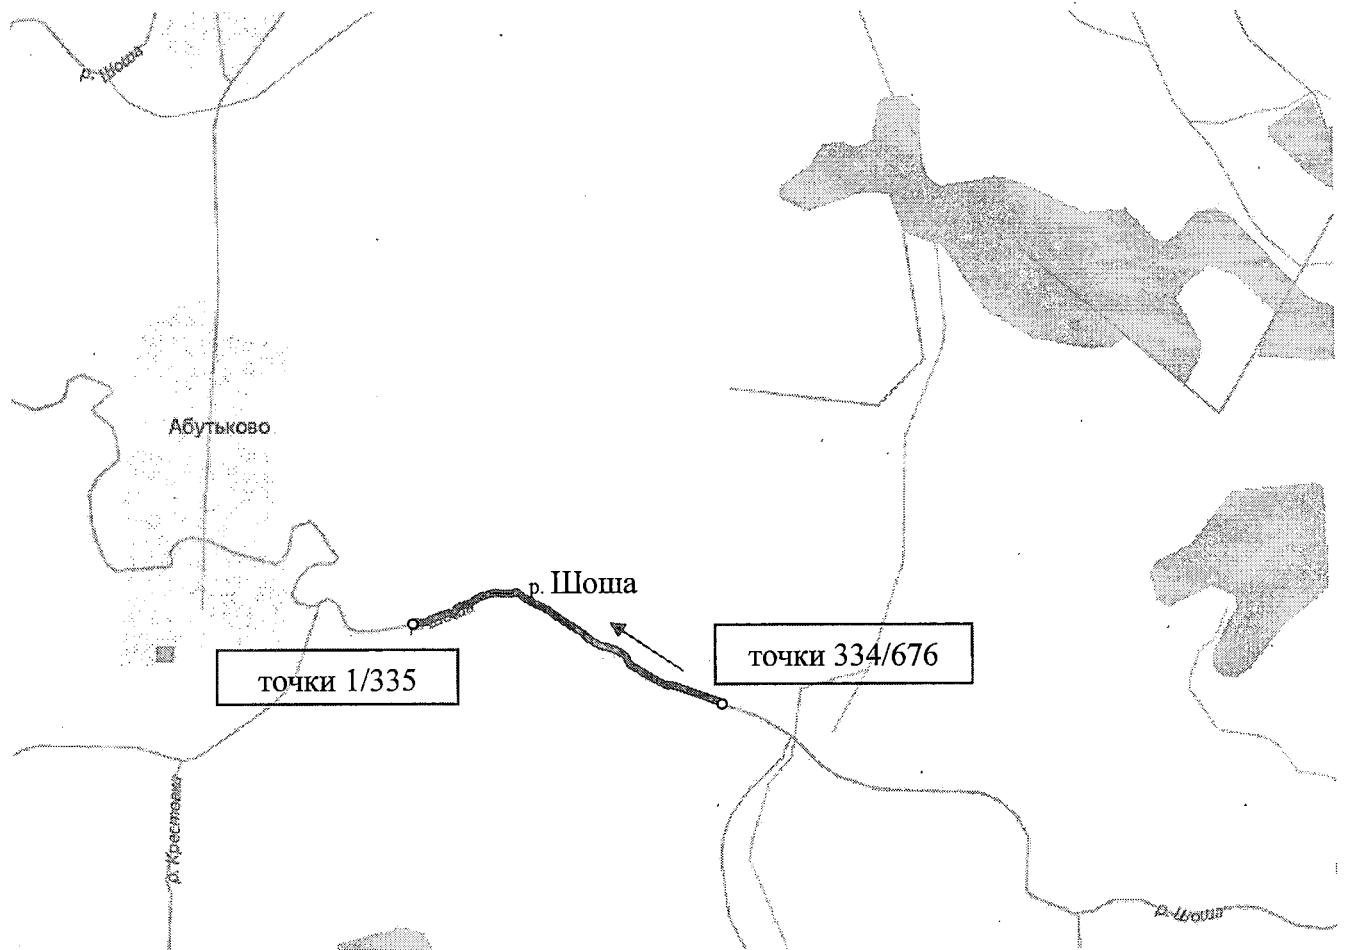 р. Шоша
Абутьково
р. Шоша
точки 334/676
точки 1/335
р. Крестовка
р. Шоша